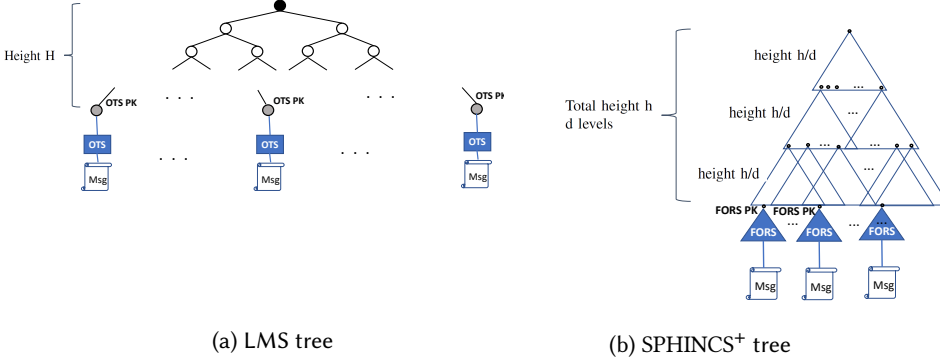 Height H
OTS PK
OTS PK
OTS PK
. . .
. . .
OTS
OTS
OTS
. . .
. . .
Msg
Msg
Msg
(a) LMS tree
height h/d
...
height h/d
...
Total height h
d levels
...
...
height h/d
...
FORS PK
FORS PK
...
...
...
FORS
FORS
FORS
Msg
Msg
Msg
(b) SPHINCS⁺ tree